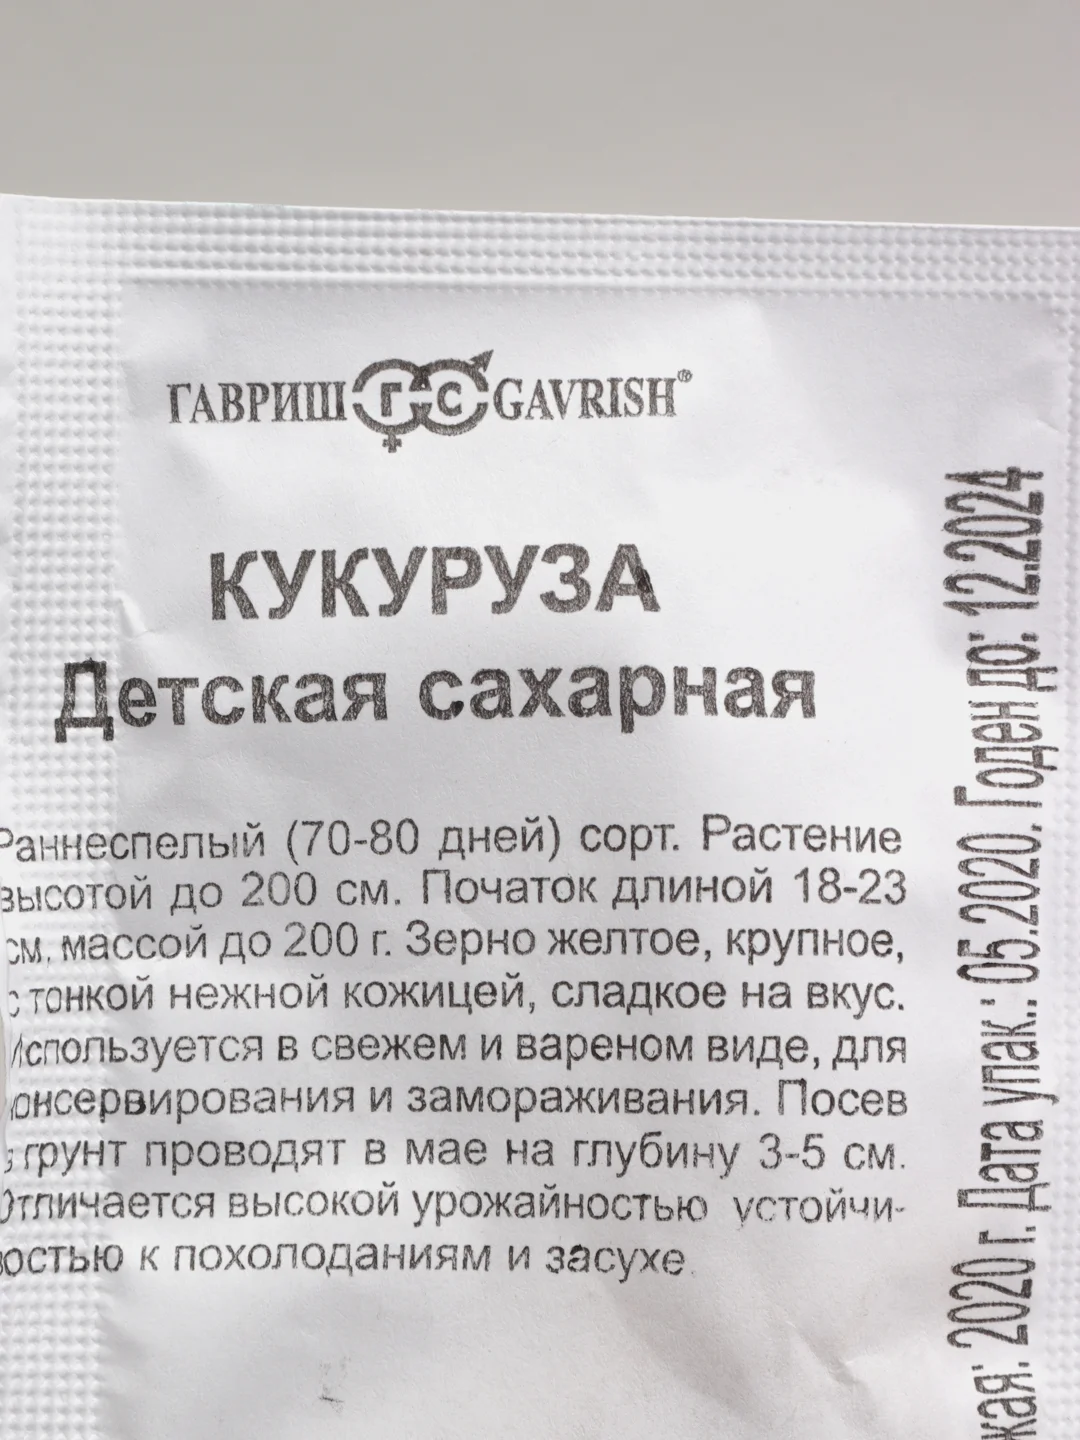 ГАВРИШ ГС GAVRISH®
КУКУРУЗА
Детская сахарная
Раннеспелый (70-80 дней) сорт. Растение
высотой до 200 см. Початок длиной 18-23
см, массой до 200 г. Зерно желтое, крупное,
с тонкой нежной кожицей, сладкое на вкус.
Используется в свежем и вареном виде, для
консервирования и замораживания. Посев
в грунт проводят в мае на глубину 3-5 см.
Отличается высокой урожайностью устойчи-
востью к похолоданиям и засухе.
2020 г. Дата упак.: 05.2020. Годен до: 12.2024